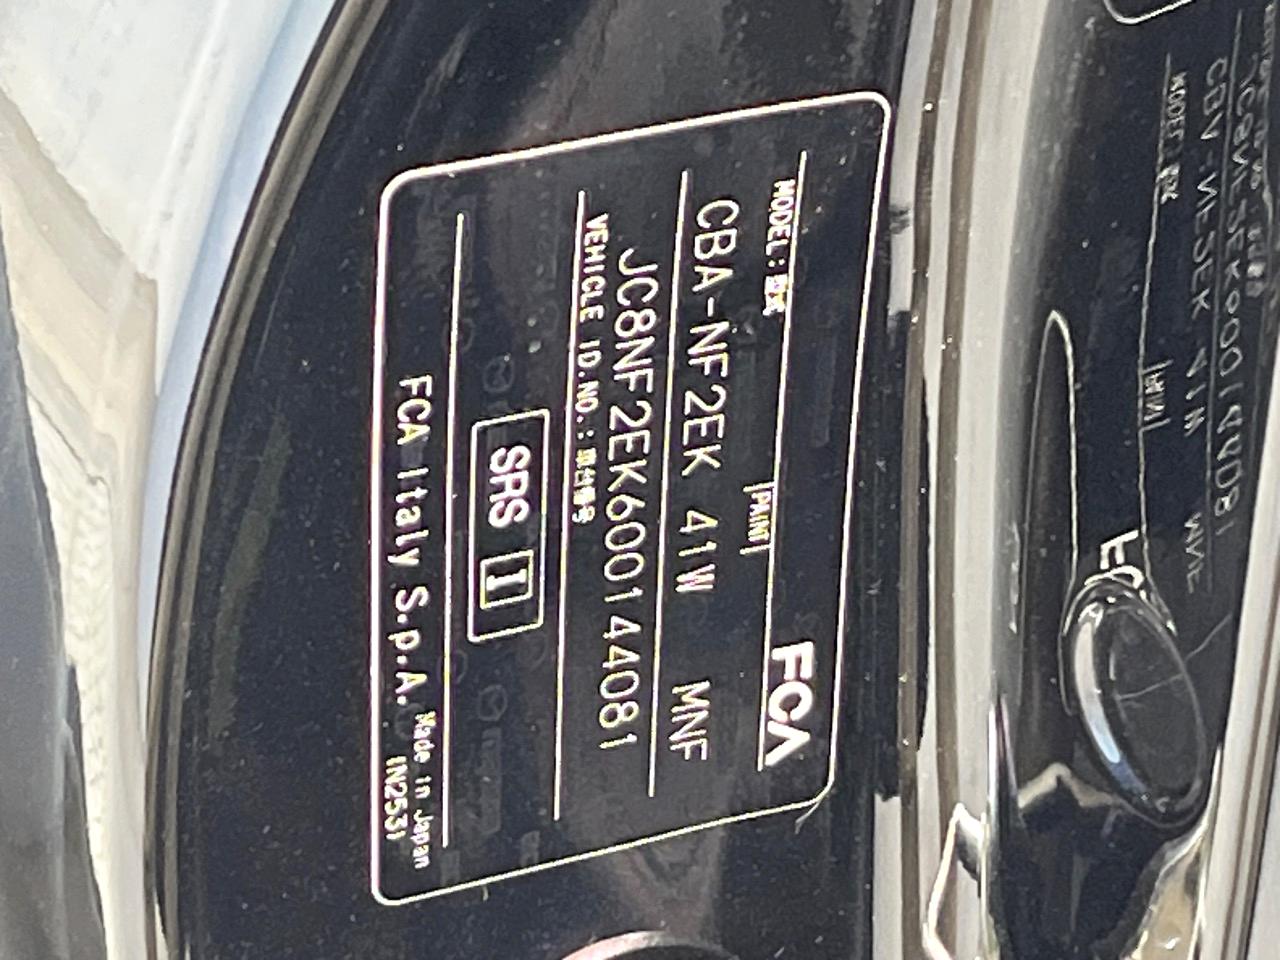 FCA
MODEL:型式
PAINT
CBA-NF2EK 41W MNF
JC8NF2EK600144081
VEHICLE ID.NO.:車台番号
SRS I
Made in Japan
FCA Italy S.p.A. IN2531